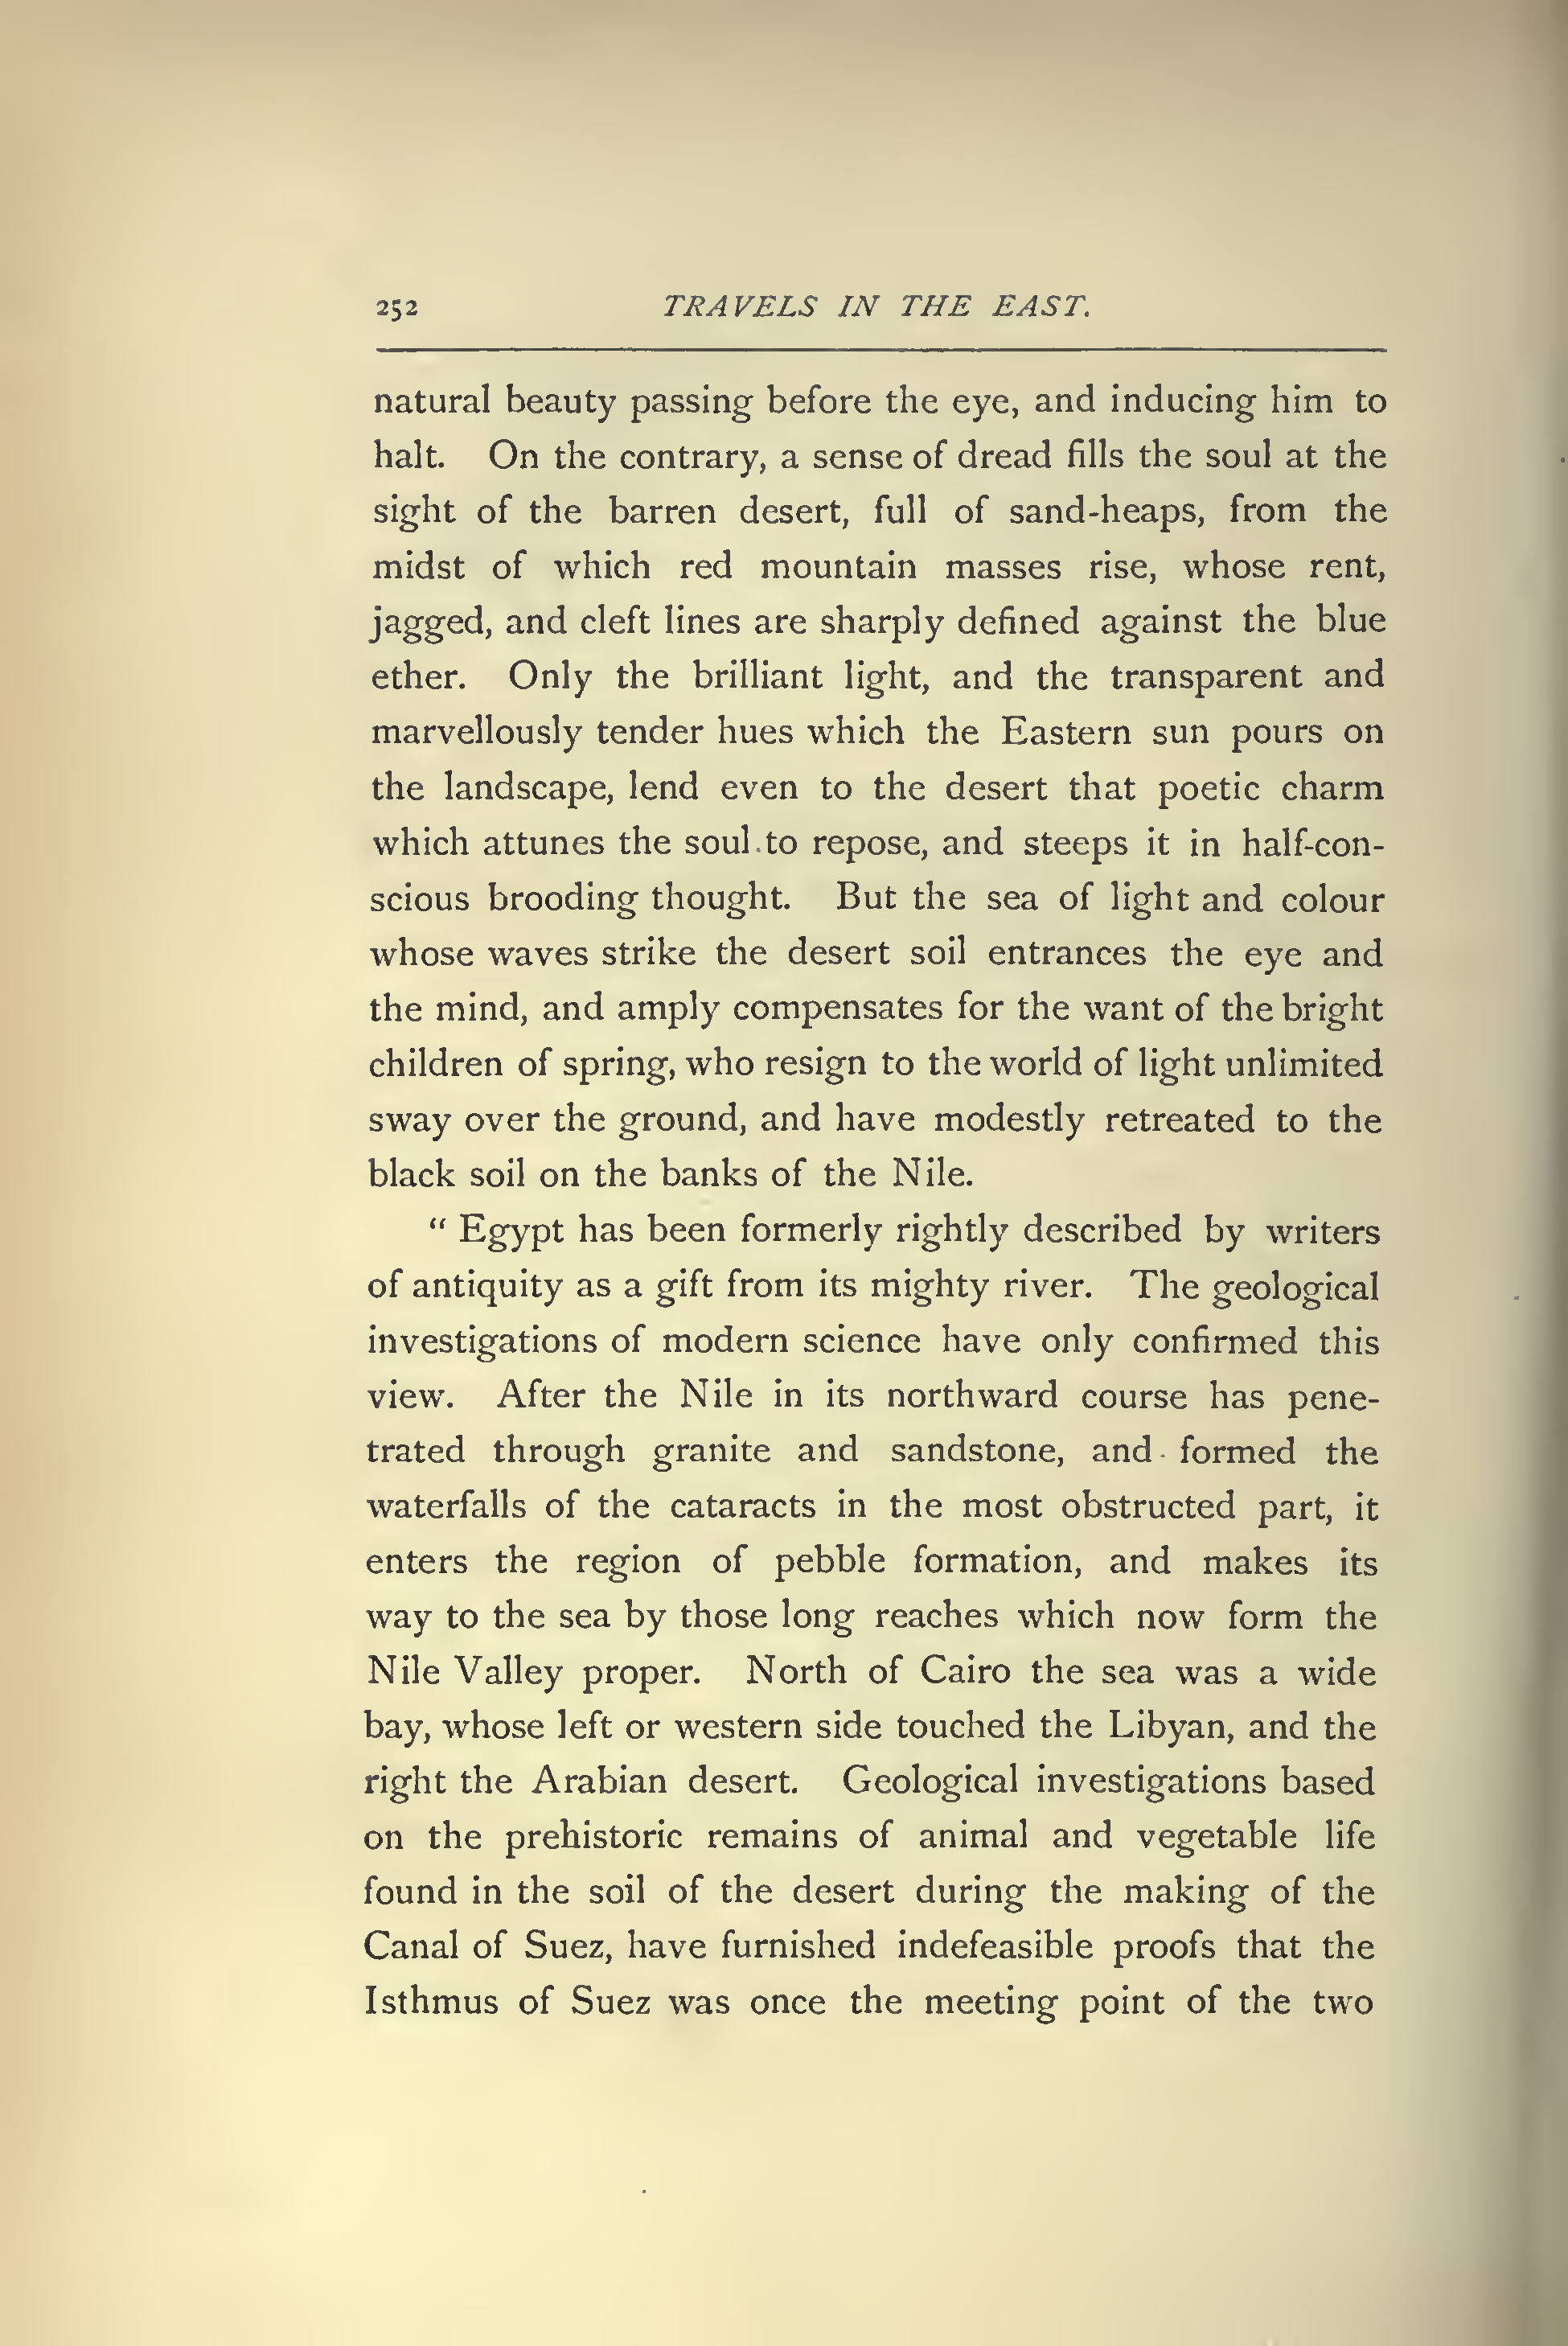 252 TRAVELS IN THE EAST.
natural beauty passing before the eye, and inducing him to
halt. On the contrary, a sense of dread fills the soul at the
sight of the barren desert, full of sand-heaps, from the
midst of which red mountain masses rise, whose rent,
jagged, and cleft lines are sharply defined against the blue
ether. Only the brilliant light, and the transparent and
marvellously tender hues which the Eastern sun pours on
the landscape, lend even to the desert that poetic charm
which attunes the soul to repose, and steeps it in half-con-
scious brooding thought. But the sea of light and colour
whose waves strike the desert soil entrances the eye and
the mind, and amply compensates for the want of the bright
children of spring, who resign to the world of light unlimited
sway over the ground, and have modestly retreated to the
black soil on the banks of the Nile.
“ Egypt has been formerly rightly described by writers
of antiquity as a gift from its mighty river. The geological
investigations of modern science have only confirmed this
view. After the Nile in its northward course has pene-
trated through granite and sandstone, and formed the
waterfalls of the cataracts in the most obstructed part, it
enters the region of pebble formation, and makes its
way to the sea by those long reaches which now form the
Nile Valley proper. North of Cairo the sea was a wide
bay, whose left or western side touched the Libyan, and the
right the Arabian desert. Geological investigations based
on the prehistoric remains of animal and vegetable life
found in the soil of the desert during the making of the
Canal of Suez, have furnished indefeasible proofs that the
Isthmus of Suez was once the meeting point of the two